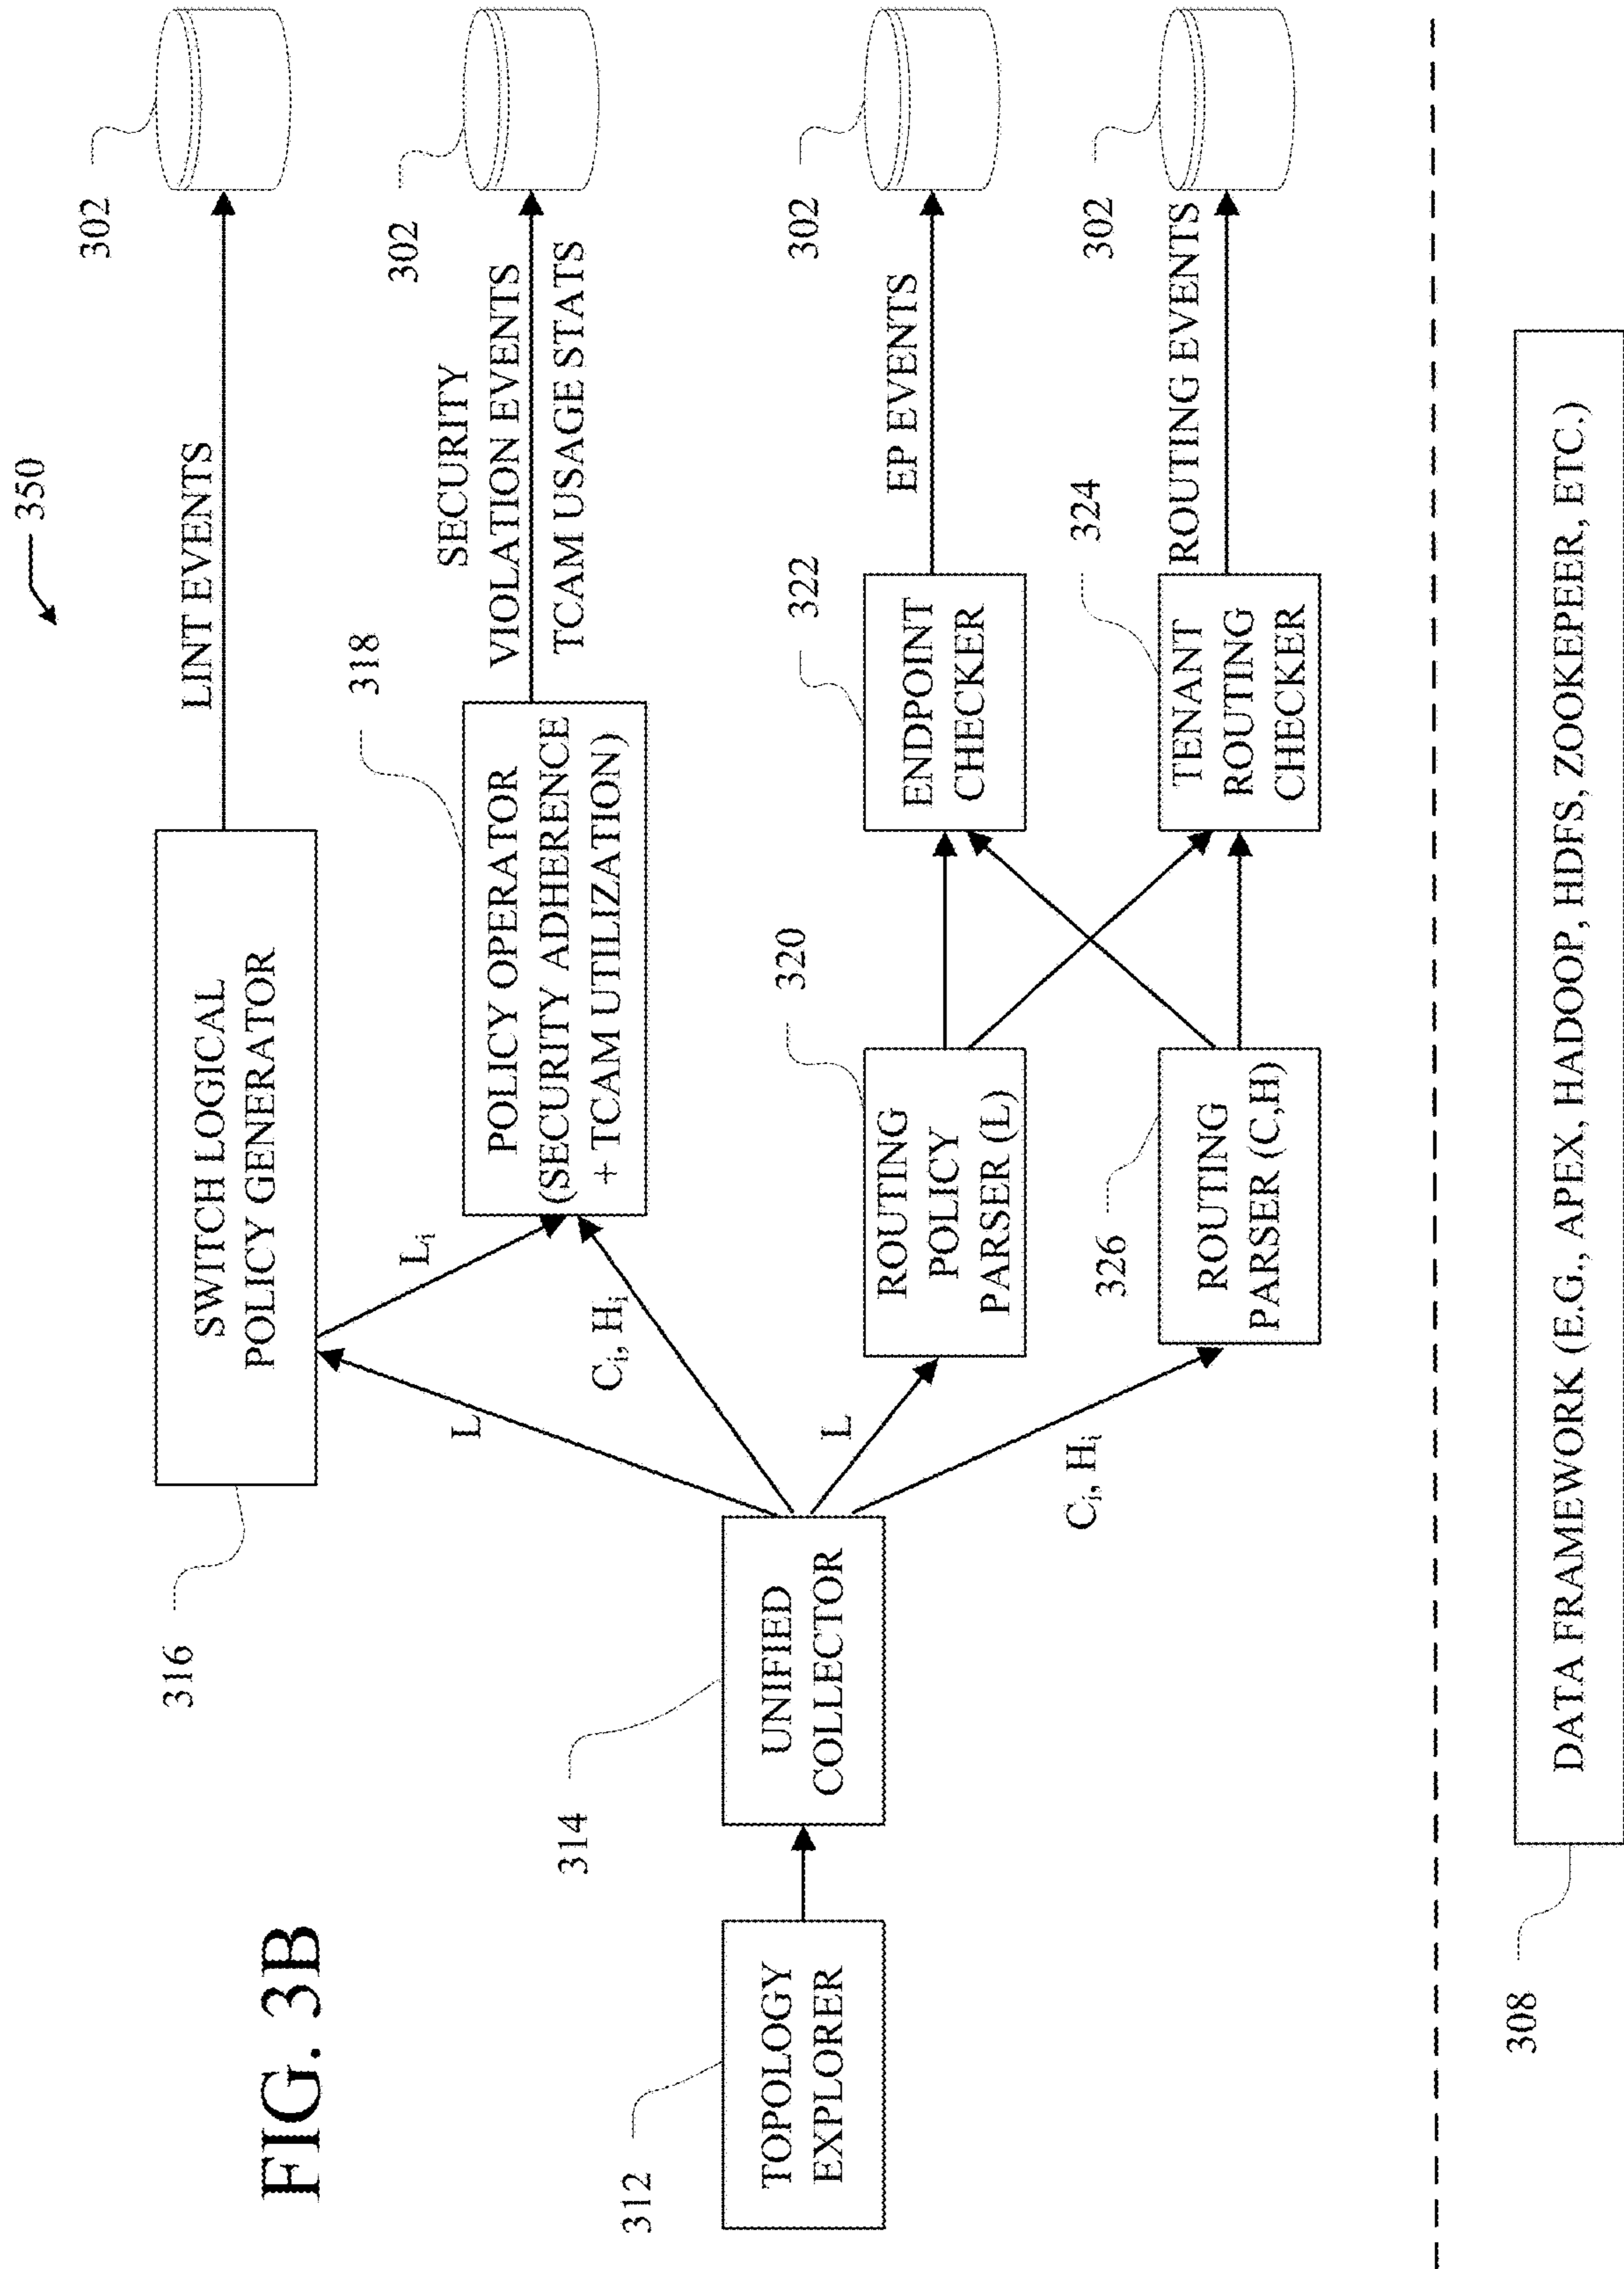 350
302
LINT EVENTS
SWITCH LOGICAL
POLICY GENERATOR
316
302
SECURITY
VIOLATION EVENTS
TCAM USAGE STATS
318
POLICY OPERATOR
(SECURITY ADHERENCE
+ TCAM UTILIZATION)
L
Li
Ci, Hi
FIG. 3B
312
TOPOLOGY
EXPLORER
314
UNIFIED
COLLECTOR
L
Ci, Hi
320
ROUTING
POLICY
PARSER (L)
326
ROUTING
PARSER (C,H)
322
ENDPOINT
CHECKER
EP EVENTS
302
324
TENANT
ROUTING
CHECKER
ROUTING EVENTS
302
308
DATA FRAMEWORK (E.G., APEX, HADOOP, HDFS, ZOOKEPEER, ETC.)